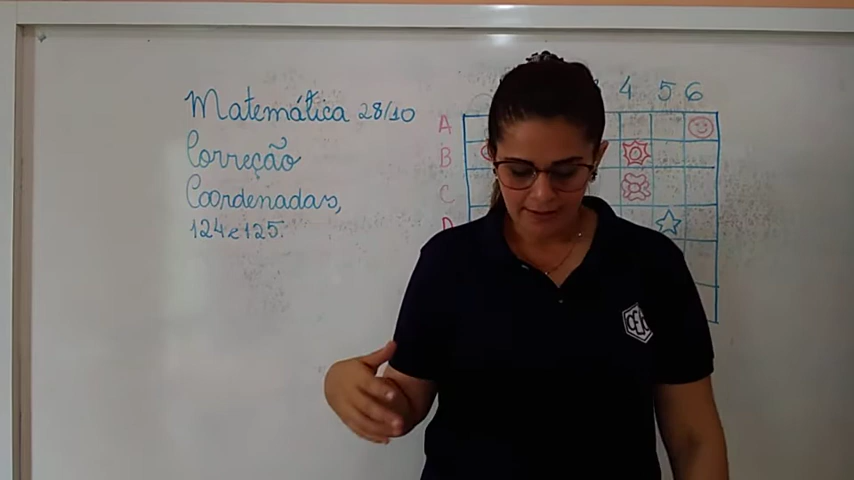 Matemática 28/10
Correção
Coordenadas,
124 e 125.
4 5 6
A
B
C
D